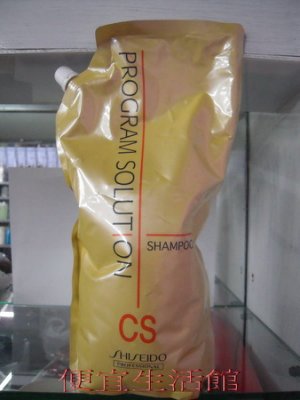 PROGRAM SOLUTION
SHAMPOO
CS
SHISEIDO
PROFESSIONAL
便宜生活館